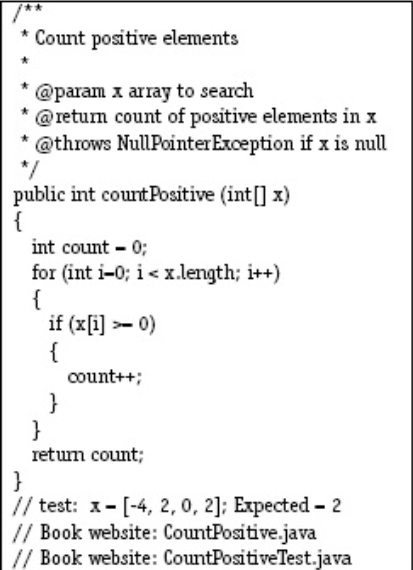 /**
* Count positive elements
*
* @param x array to search
* @return count of positive elements in x
* @throws NullPointerException if x is null
*/
public int countPositive (int[] x)
{
int count = 0;
for (int i=0; i < x.length; i++)
{
if (x[i] >= 0)
{
count++;
}
}
return count;
}
// test: x = [-4, 2, 0, 2]; Expected = 2
// Book website: CountPositive.java
// Book website: CountPositiveTest.java